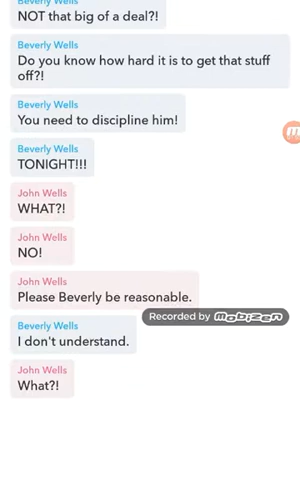 Beverly Wells
NOT that big of a deal?!
Beverly Wells
Do you know how hard it is to get that stuff
off?!
Beverly Wells
You need to discipline him!
Beverly Wells
TONIGHT!!!
John Wells
WHAT?!
John Wells
NO!
John Wells
Please Beverly be reasonable.
Recorded by mobizen
Beverly Wells
I don't understand.
John Wells
What?!